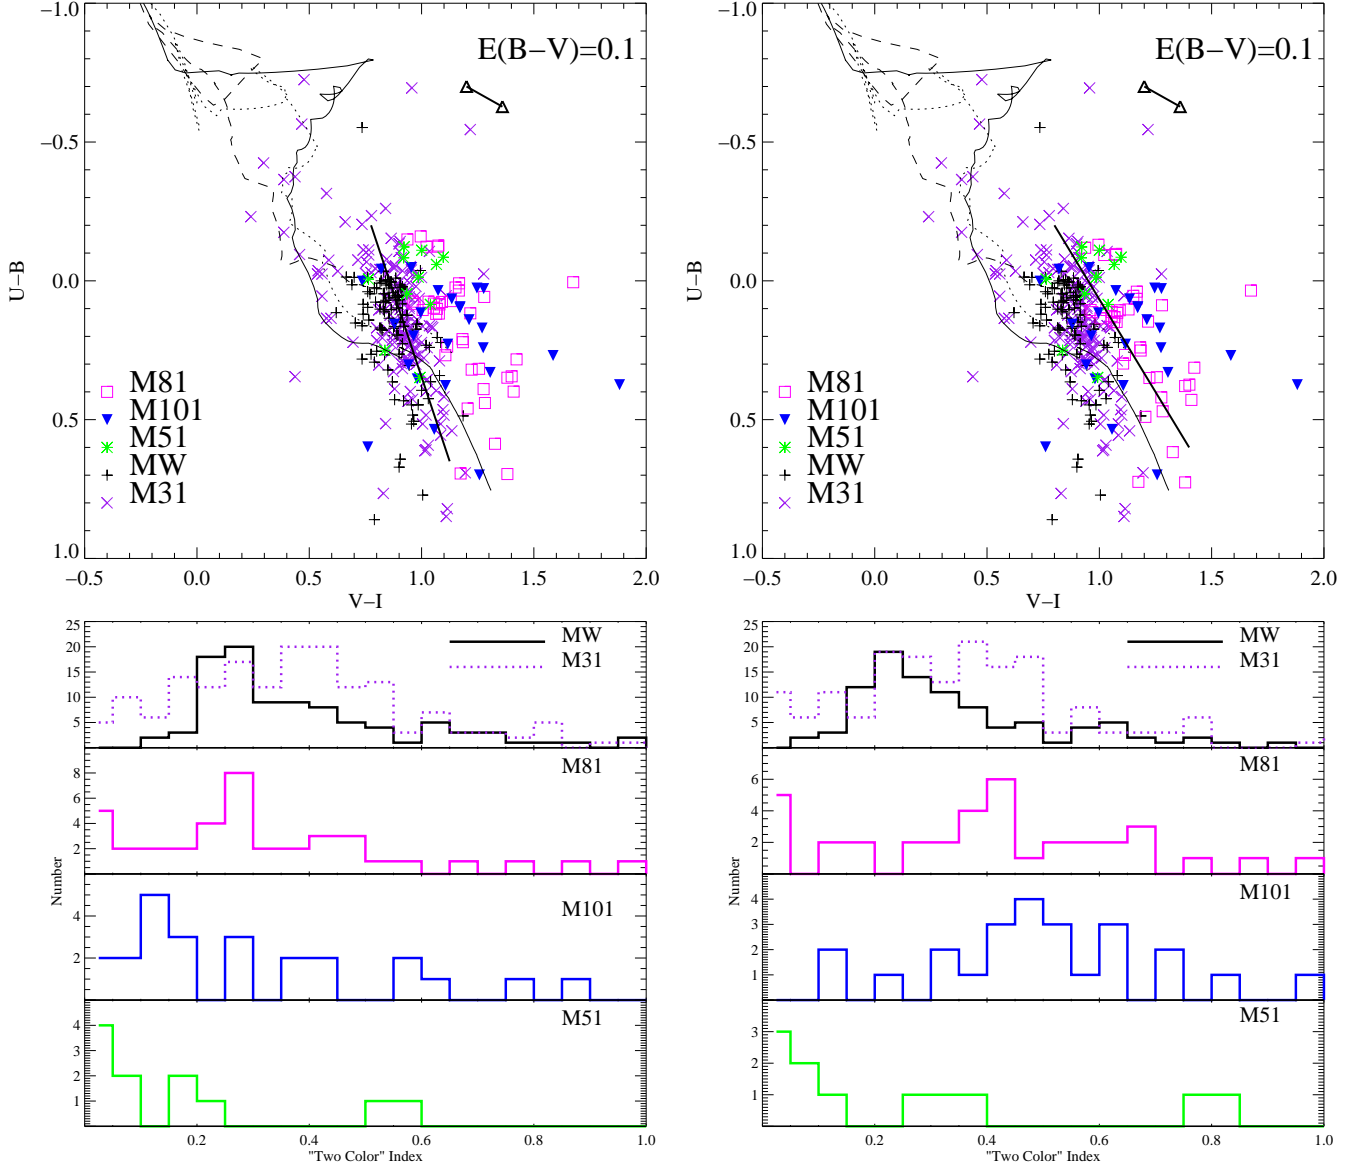 −1.0
E(B−V)=0.1
−0.5
U−B
0.0
0.5
1.0
M81
M101
M51
MW
M31
−0.5 0.0 0.5 1.0 1.5 2.0
V−I
25
20
15
10
5
MW
M31
8
6
4
2
M81
Number
4
2
M101
4
3
2
1
M51
0.2 0.4 0.6 0.8 1.0
"Two Color" Index
−1.0
E(B−V)=0.1
−0.5
U−B
0.0
0.5
1.0
M81
M101
M51
MW
M31
−0.5 0.0 0.5 1.0 1.5 2.0
V−I
25
20
15
10
5
MW
M31
6
4
2
M81
Number
4
3
2
1
M101
3
2
1
M51
0.2 0.4 0.6 0.8 1.0
"Two Color" Index